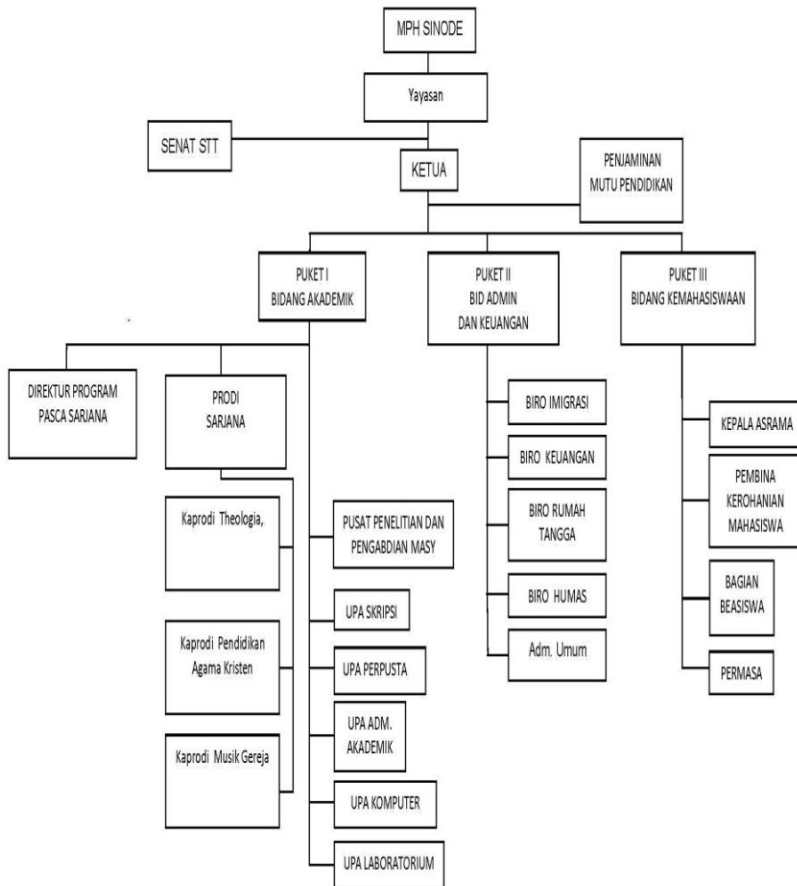 MPH SINODE
Yayasan
SENAT STT
KETUA
PENJAMINAN
MUTU PENDIDIKAN
PUKET I
BIDANG AKADEMIK
PUKET II
BID ADMIN
DAN KEUANGAN
PUKET III
BIDANG KEMAHASISWAAN
DIREKTUR PROGRAM
PASCA SARJANA
PRODI
SARJANA
Kaprodi Theologia,
Kaprodi Pendidikan
Agama Kristen
Kaprodi Musik Gereja
PUSAT PENELITIAN DAN
PENGABDIAN MASY
UPA SKRIPSI
UPA PERPUSTA
UPA ADM.
AKADEMIK
UPA KOMPUTER
UPA LABORATORIUM
BIRO IMIGRASI
BIRO KEUANGAN
BIRO RUMAH
TANGGA
BIRO HUMAS
Adm. Umum
KEPALA ASRAMA
PEMBINA
KEROHANIAN
MAHASISWA
BAGIAN
BEASISWA
PERMASA